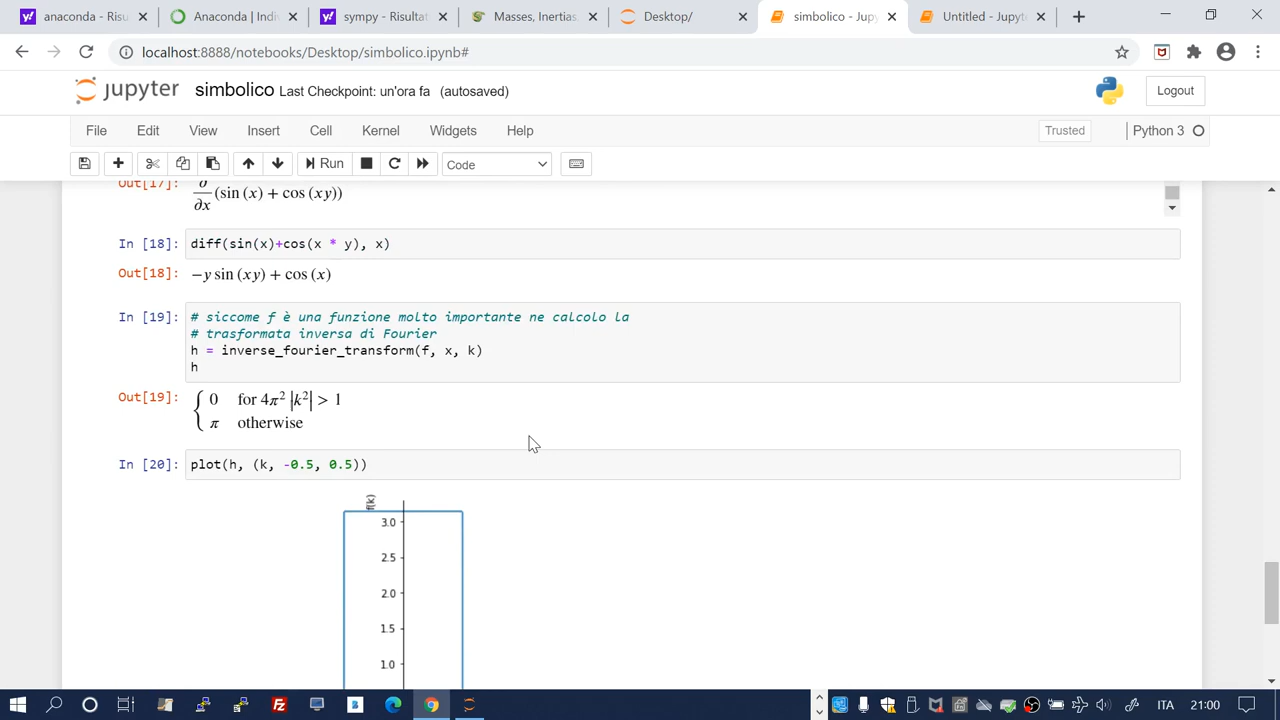 anaconda - Risu
Anaconda | Indi
sympy - Risultat
Masses, Inertias
Desktop/
simbolico - Jupy
Untitled - Jupyt
localhost:8888/notebooks/Desktop/simbolico.ipynb#
jupyter simbolico Last Checkpoint: un'ora fa (autosaved) Logout
File Edit View Insert Cell Kernel Widgets Help Trusted Python 3
Run Code
Out[17]: ∂/∂x (sin (x) + cos (xy))
In [18]: diff(sin(x)+cos(x * y), x)
Out[18]: −y sin (xy) + cos (x)
In [19]: # siccome f è una funzione molto importante ne calcolo la
# trasformata inversa di Fourier
h = inverse_fourier_transform(f, x, k)
h
Out[19]: { 0 for 4π² |k²| > 1
π otherwise
In [20]: plot(h, (k, -0.5, 0.5))
f(k)
3.0
2.5
2.0
1.5
1.0
ITA 21:00